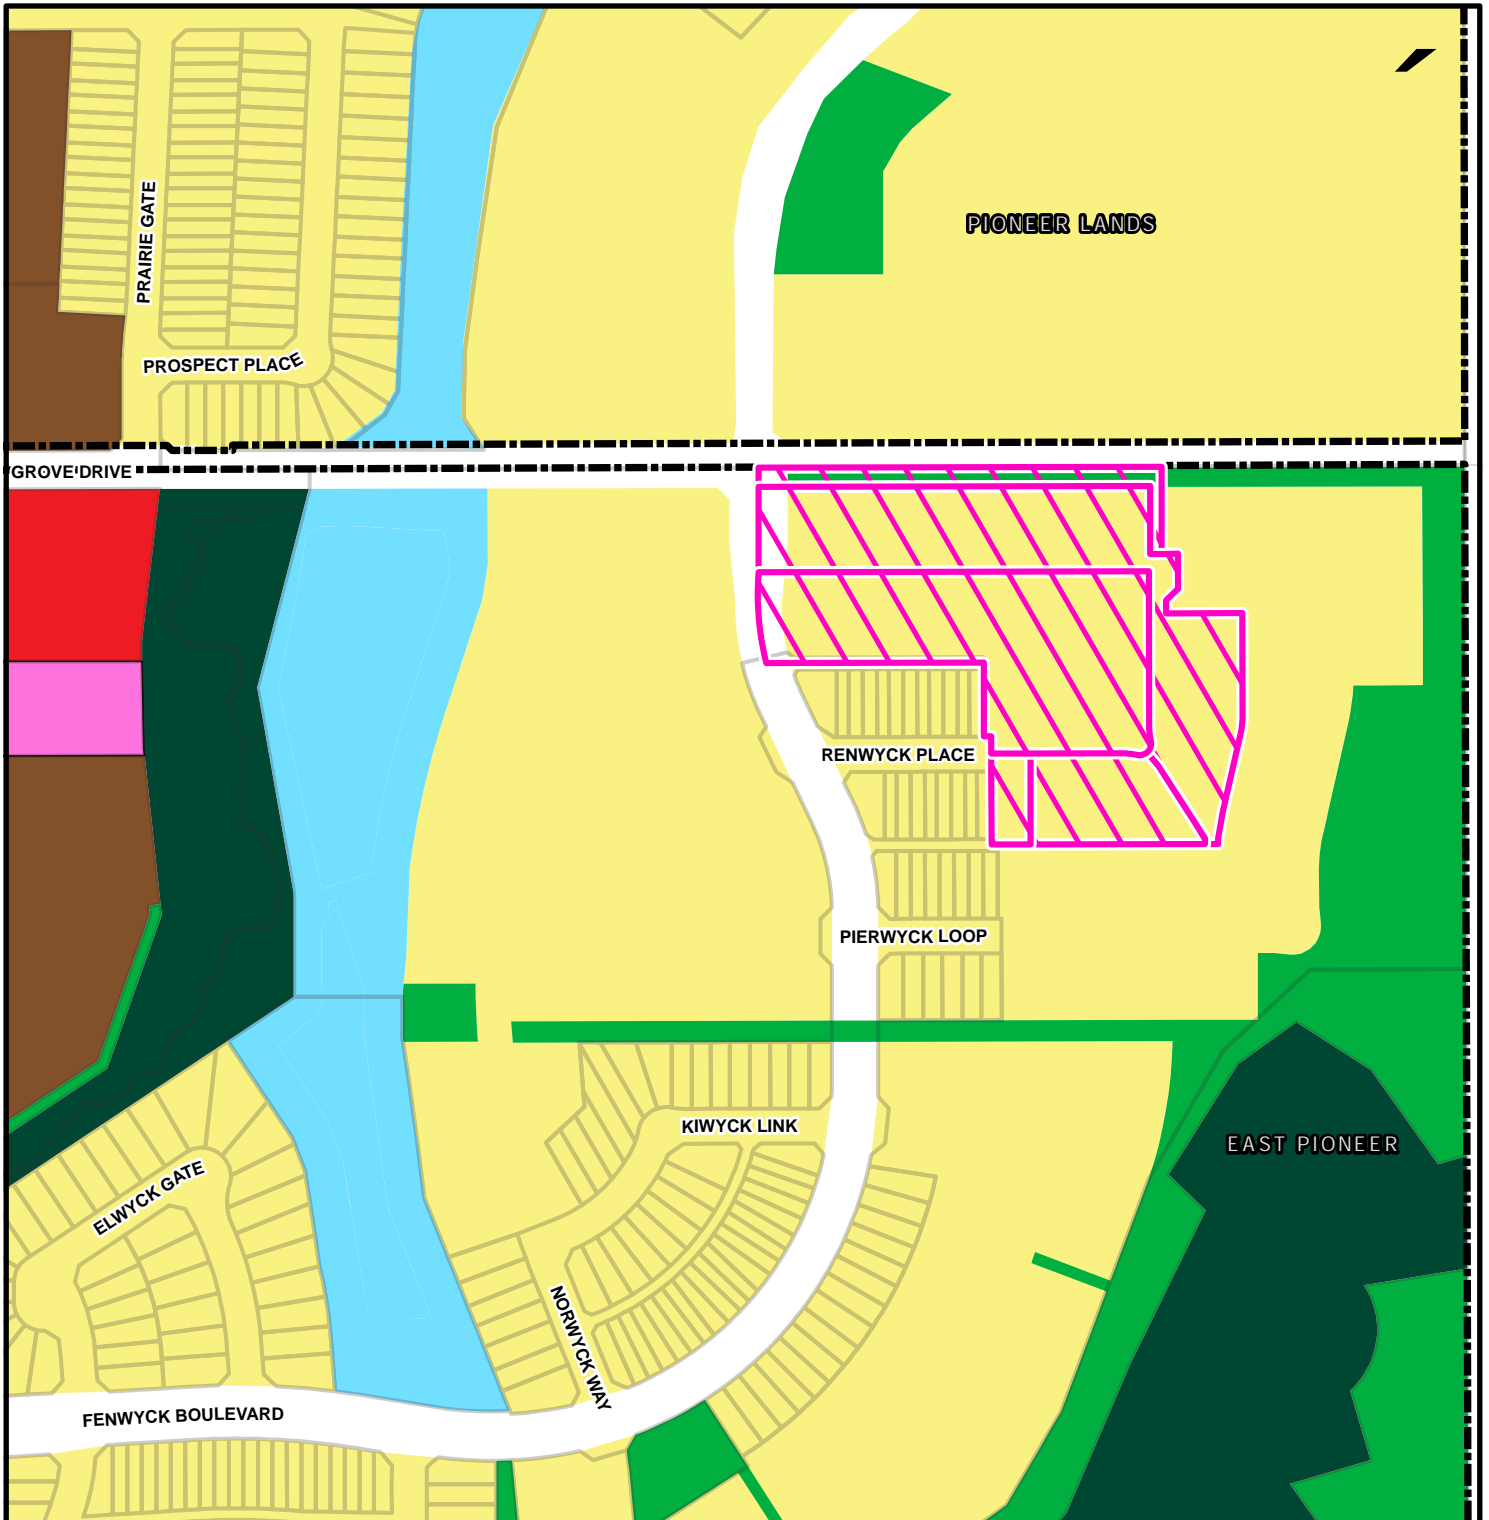 PIONEER LANDS
PRAIRIE GATE
PROSPECT PLACE
GROVE DRIVE
RENWYCK PLACE
PIERWYCK LOOP
KIWYCK LINK
EAST PIONEER
ELWYCK GATE
NORWYCK WAY
FENWYCK BOULEVARD